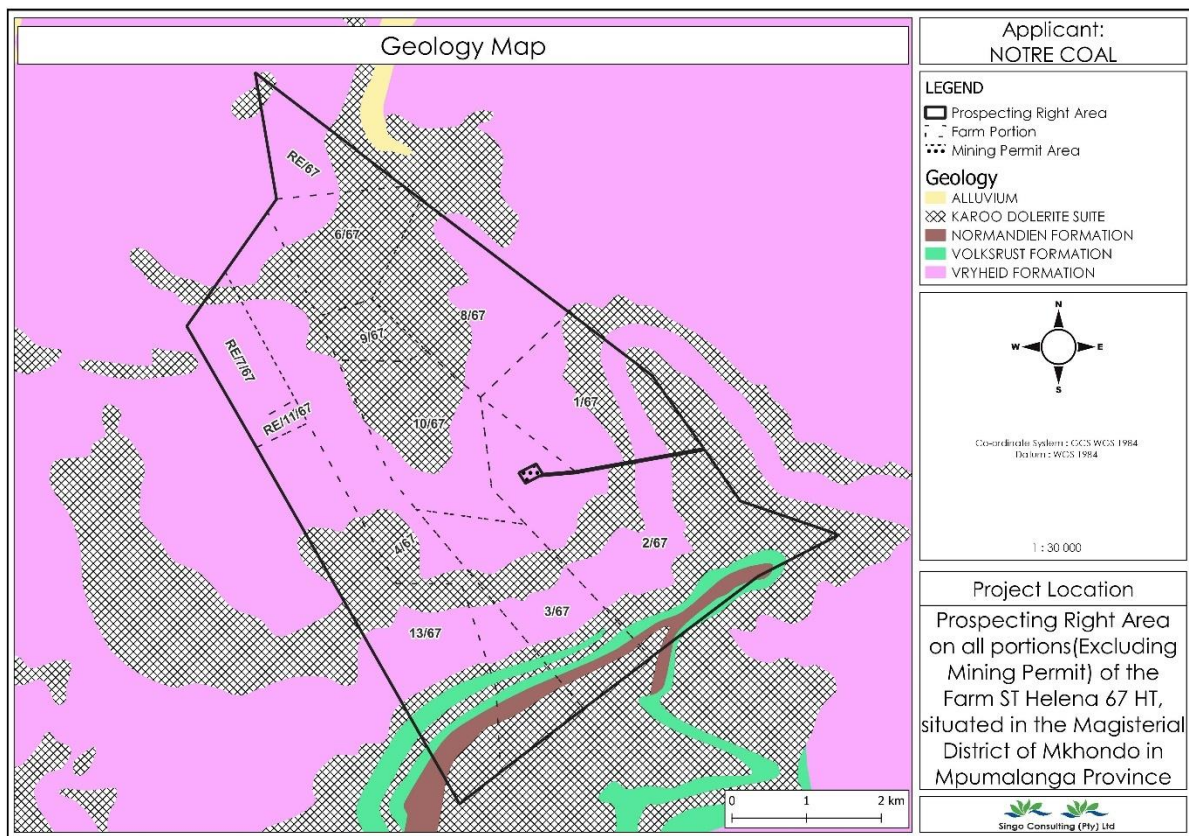 Geology Map
RE/67
6/67
8/67
9/67
RE/7/67
1/67
RE/11/67
10/67
2/67
4/67
3/67
13/67
0 1 2 km
Applicant:
NOTRE COAL
LEGEND
Prospecting Right Area
Farm Portion
Mining Permit Area
Geology
ALLUVIUM
KAROO DOLERITE SUITE
NORMANDIEN FORMATION
VOLKSRUST FORMATION
VRYHEID FORMATION
N
W E
S
Co-ordinate System : GCS WGS 1984
Datum : WGS 1984
1 : 30 000
Project Location
Prospecting Right Area
on all portions(Excluding
Mining Permit) of the
Farm ST Helena 67 HT,
situated in the Magisterial
District of Mkhondo in
Mpumalanga Province
Singo Consulting (Pty) Ltd